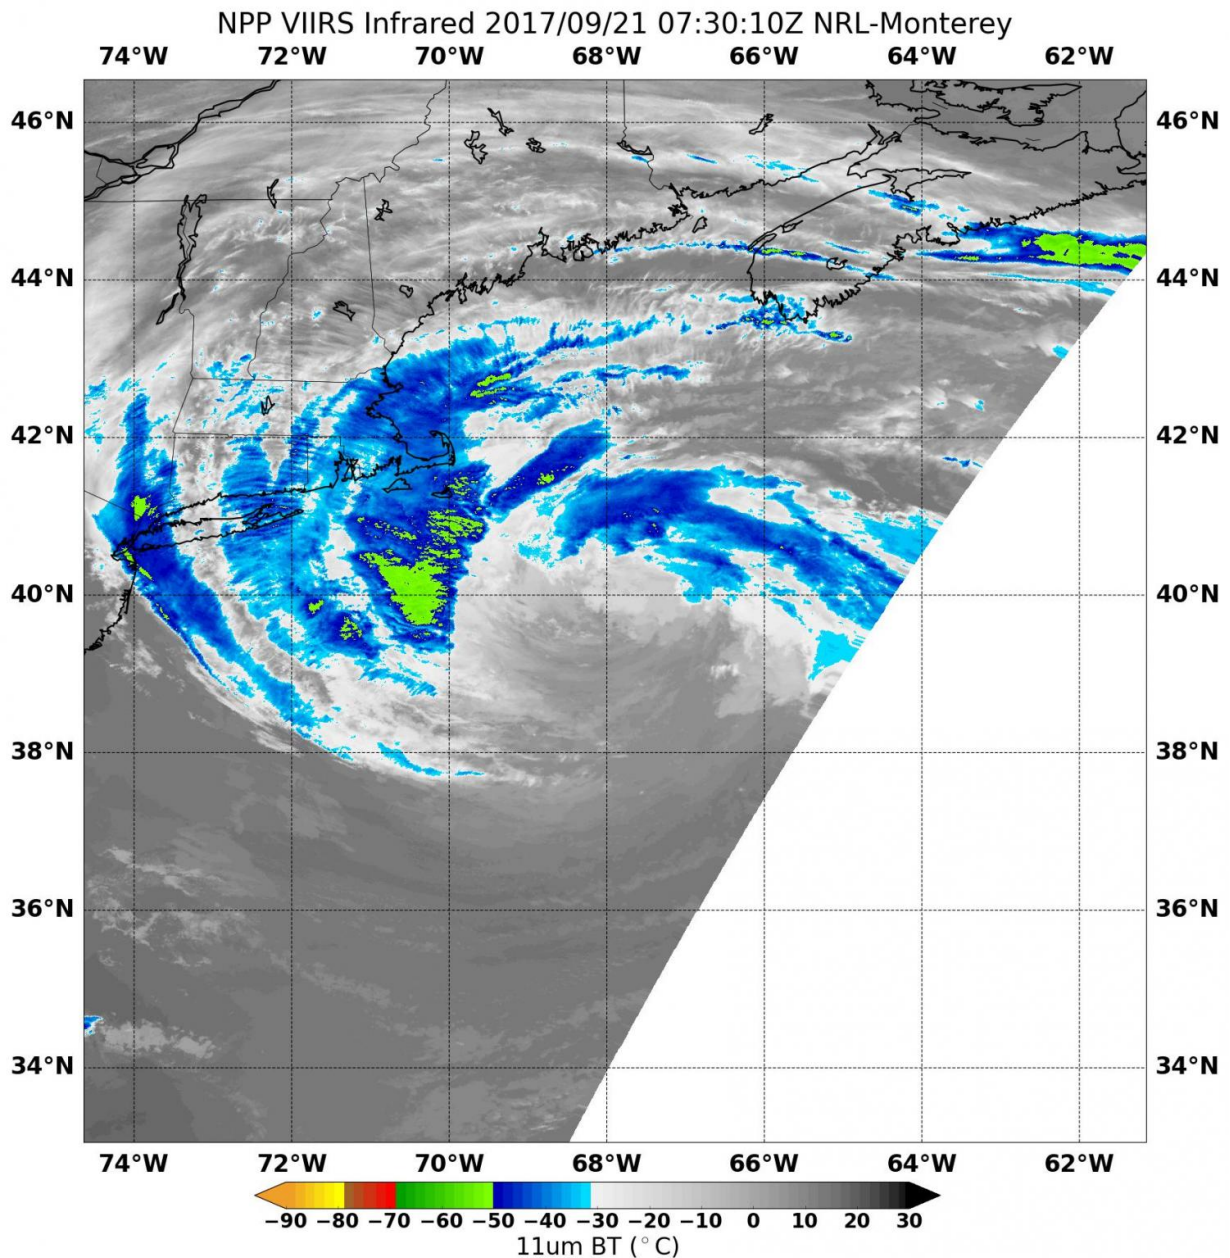 NPP VIIRS Infrared 2017/09/21 07:30:10Z NRL-Monterey
74°W 72°W 70°W 68°W 66°W 64°W 62°W
46°N 46°N
44°N 44°N
42°N 42°N
40°N 40°N
38°N 38°N
36°N 36°N
34°N 34°N
74°W 72°W 70°W 68°W 66°W 64°W 62°W
−90 −80 −70 −60 −50 −40 −30 −20 −10 0 10 20 30
11um BT (°C)